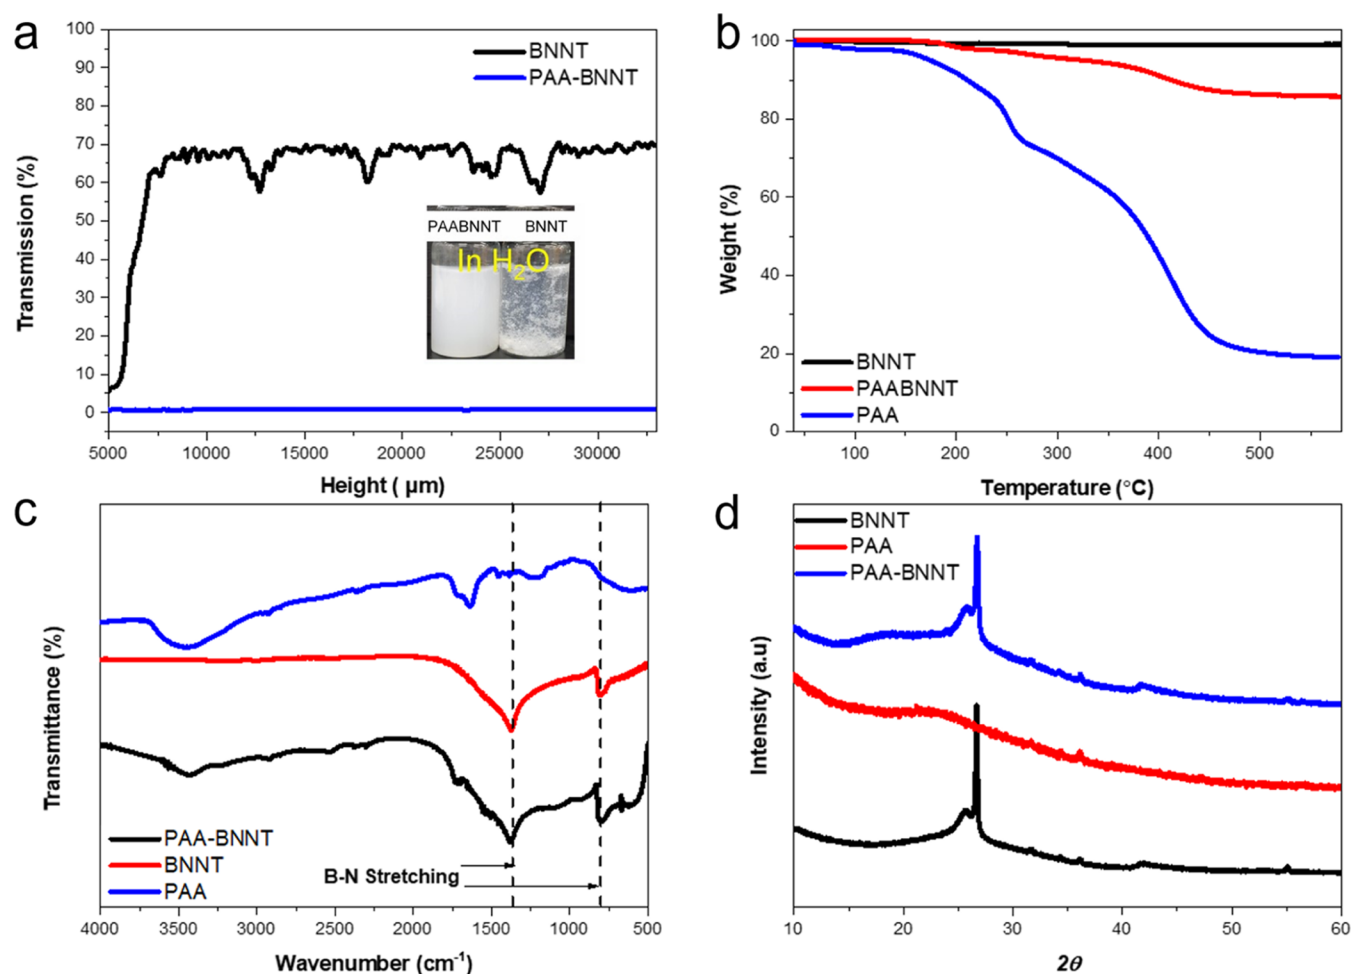 a
BNNT
PAA-BNNT
Transmission (%)
100
90
80
70
60
50
40
30
20
10
0
PAABNNT BNNT
In H2O
5000 10000 15000 20000 25000 30000
Height ( µm)
b
Weight (%)
100
80
60
40
20
0
BNNT
PAABNNT
PAA
100 200 300 400 500
Temperature (°C)
c
Transmittance (%)
PAA-BNNT
BNNT
PAA
B-N Stretching
4000 3500 3000 2500 2000 1500 1000 500
Wavenumber (cm-1)
d
BNNT
PAA
PAA-BNNT
Intensity (a.u)
10 20 30 40 50 60
2θ